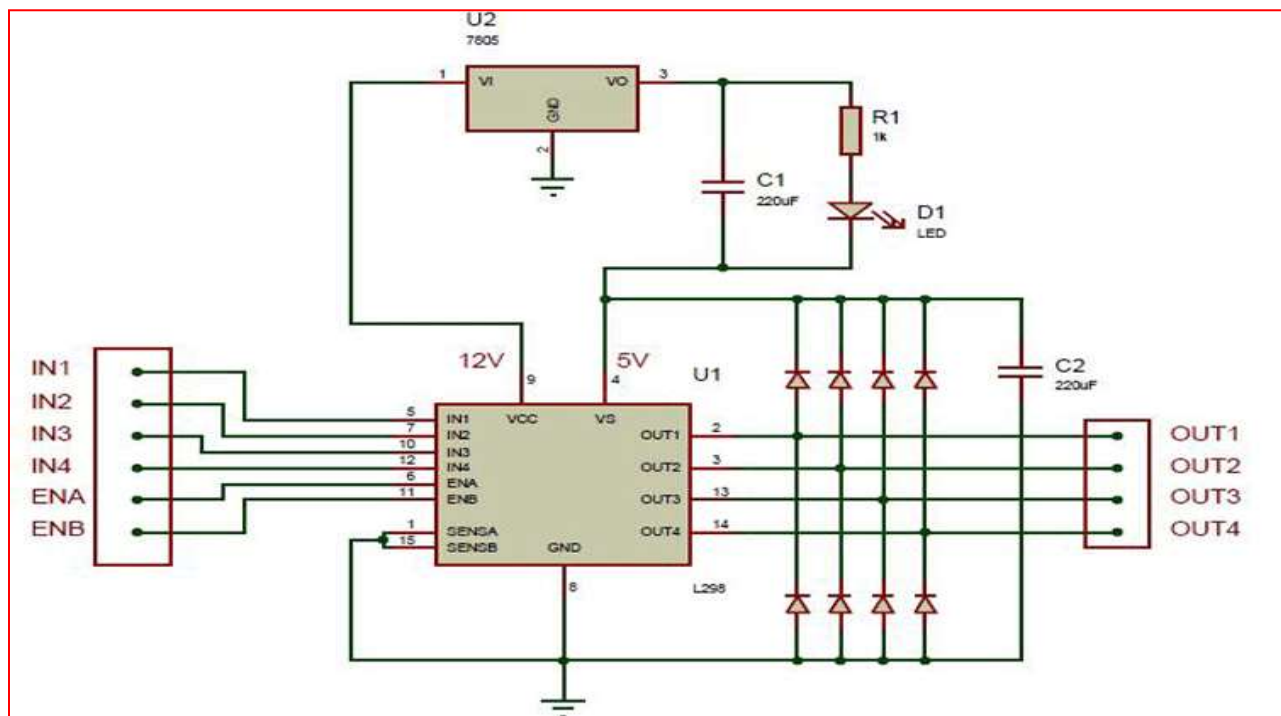 U2
7805
1 VI VO 3
GND
2
R1
1k
C1
220uF
D1
LED
12V 5V
9 4 U1
C2
220uF
IN1
IN2
IN3
IN4
ENA
ENB
5 IN1 VCC VS OUT1 2
7 IN2 OUT2 3
10 IN3
12 IN4
6 ENA OUT3 13
11 ENB
1 SENSA OUT4 14
15 SENSB GND
8
L298
OUT1
OUT2
OUT3
OUT4